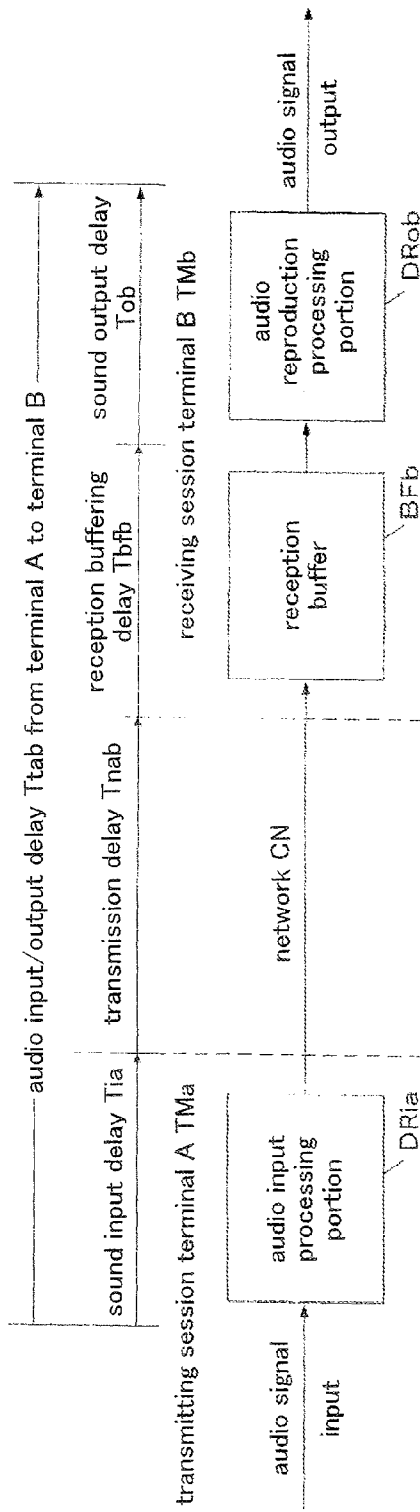 audio input/output delay Ttab from terminal A to terminal B
sound input delay Tia
transmission delay Tnab
reception buffering
delay Tbfb
sound output delay
Tob
transmitting session terminal A TMa
receiving session terminal B TMb
audio signal
input
audio input
processing
portion
DRia
network CN
reception
buffer
BFb
audio
reproduction
processing
portion
DRob
audio signal
output